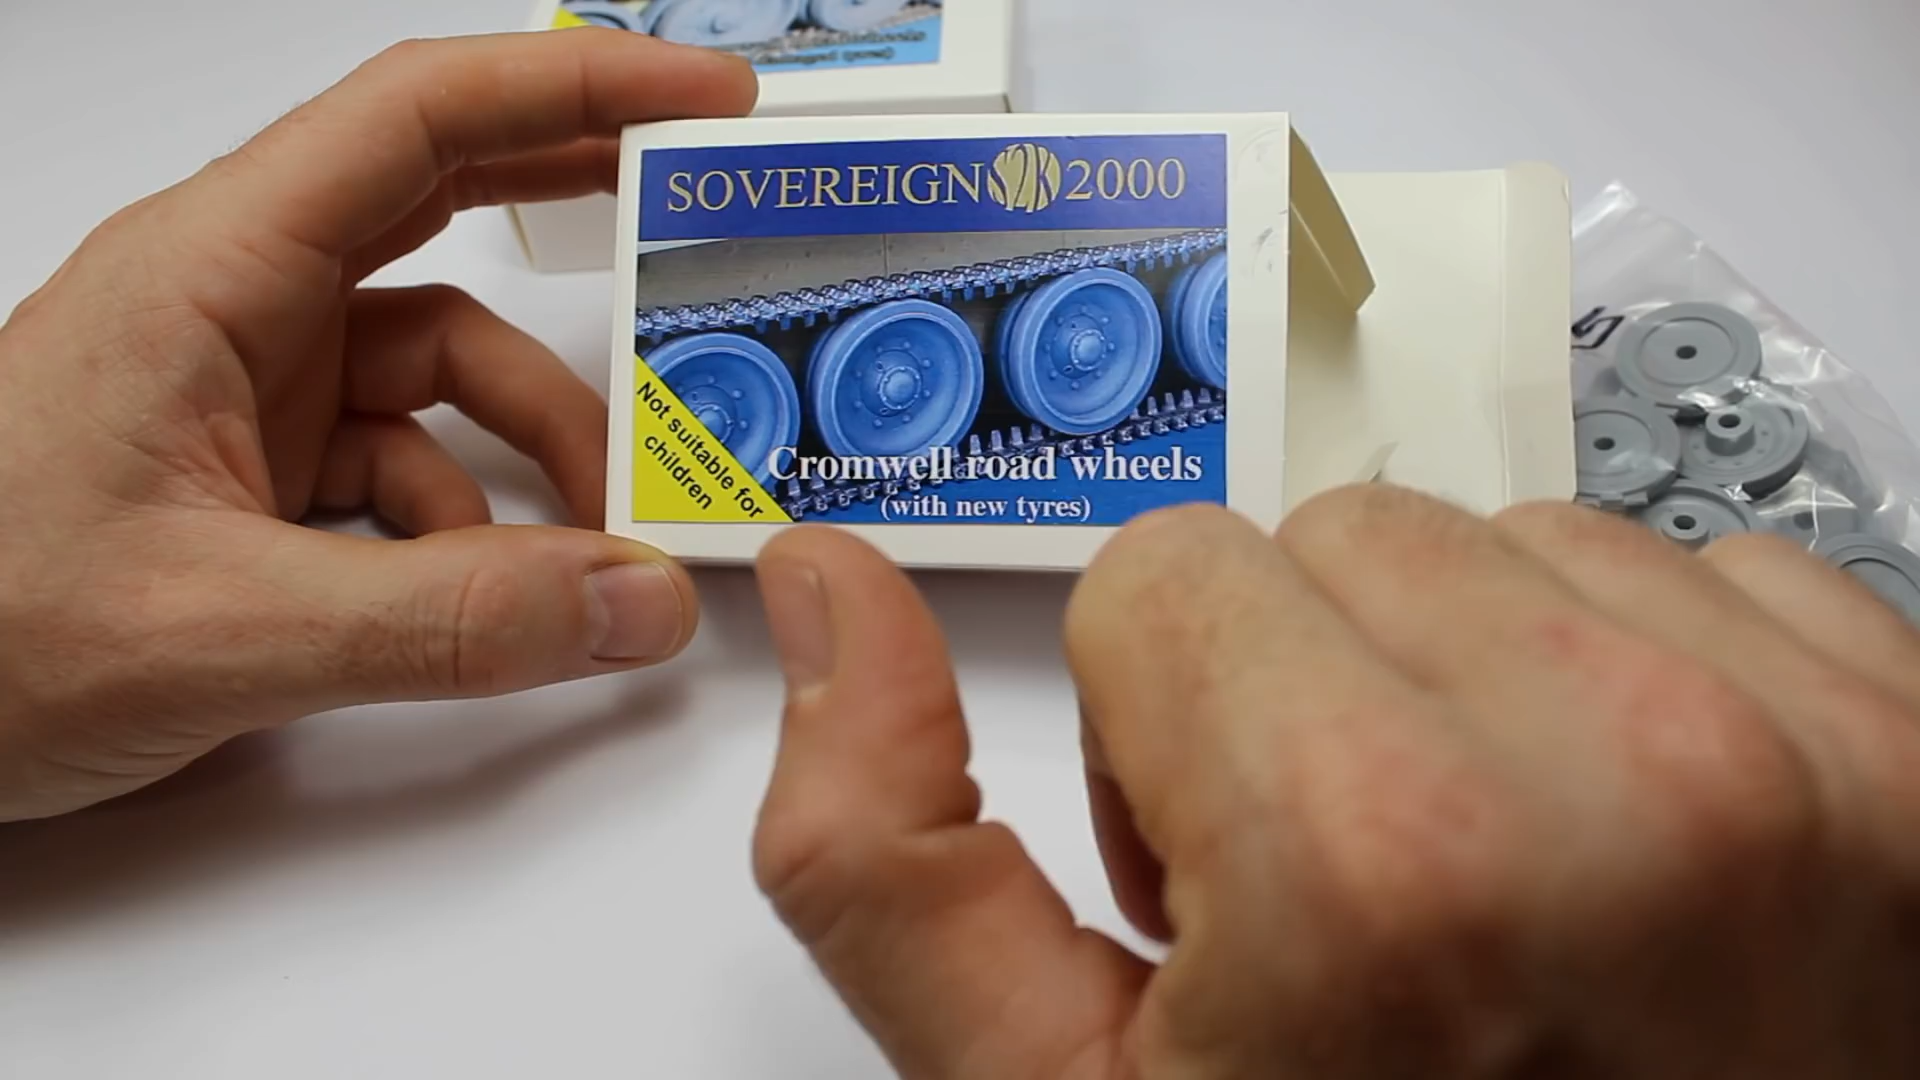 SOVEREIGN S2K 2000
Not suitable for
children
Cromwell road wheels
(with new tyres)